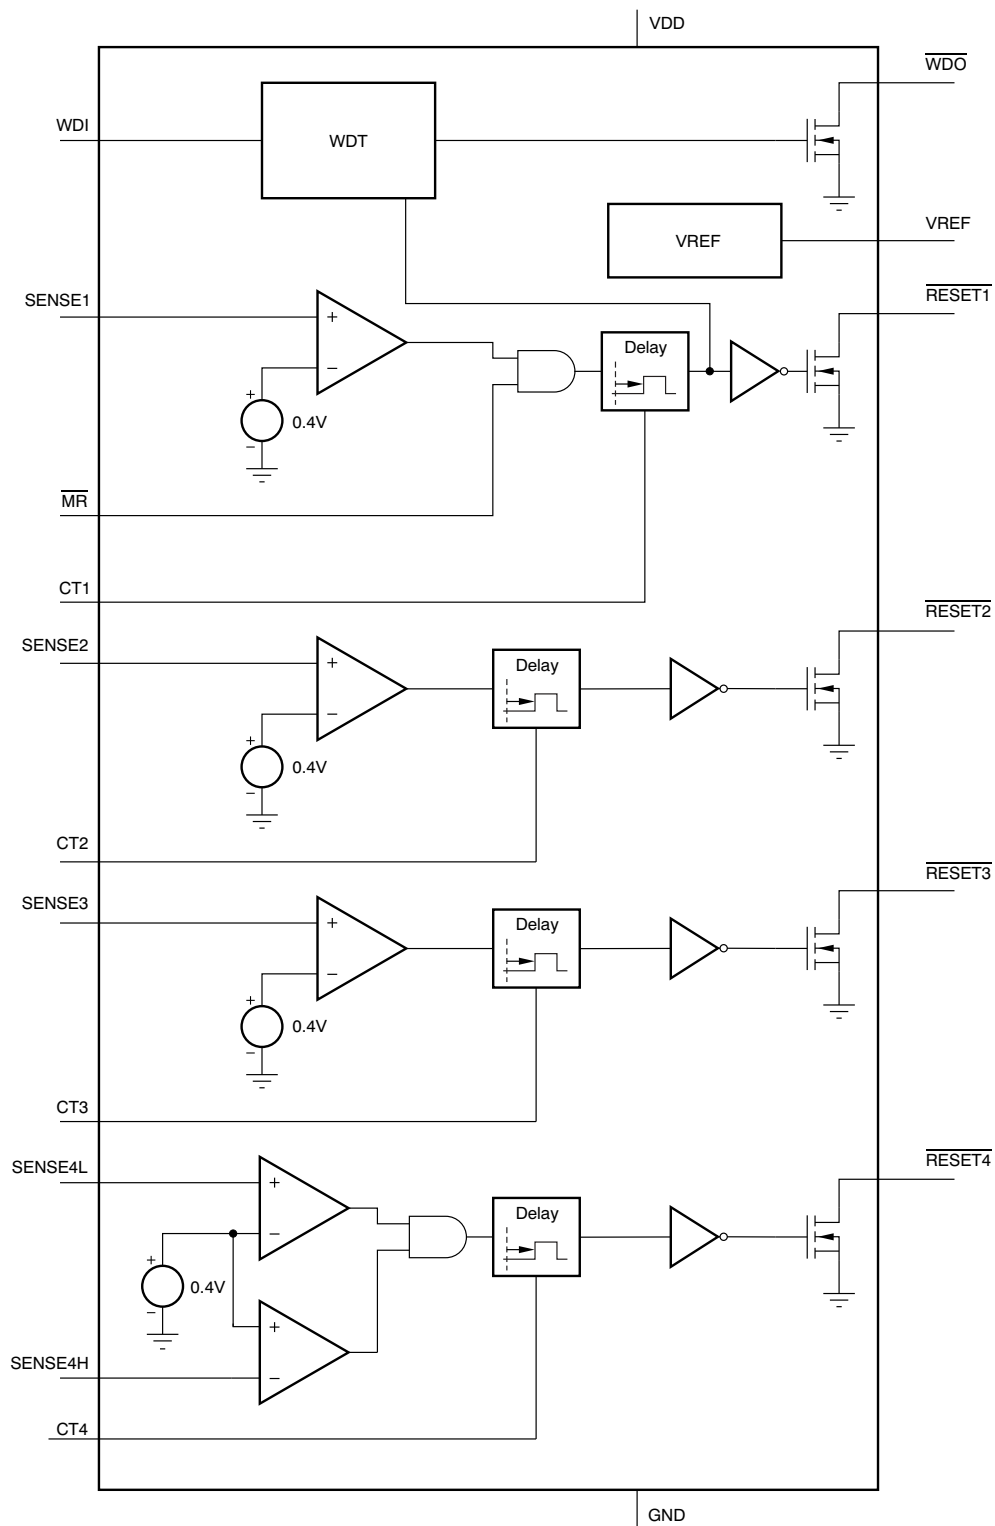 VDD
WDO
WDI
WDT
VREF
VREF
SENSE1
RESET1
+
Delay
−
+
0.4V
−
MR
CT1
RESET2
SENSE2
+
Delay
−
+
0.4V
−
CT2
RESET3
SENSE3
+
Delay
−
+
0.4V
−
CT3
RESET4
SENSE4L
+
Delay
−
+
0.4V
−
+
SENSE4H
−
CT4
GND